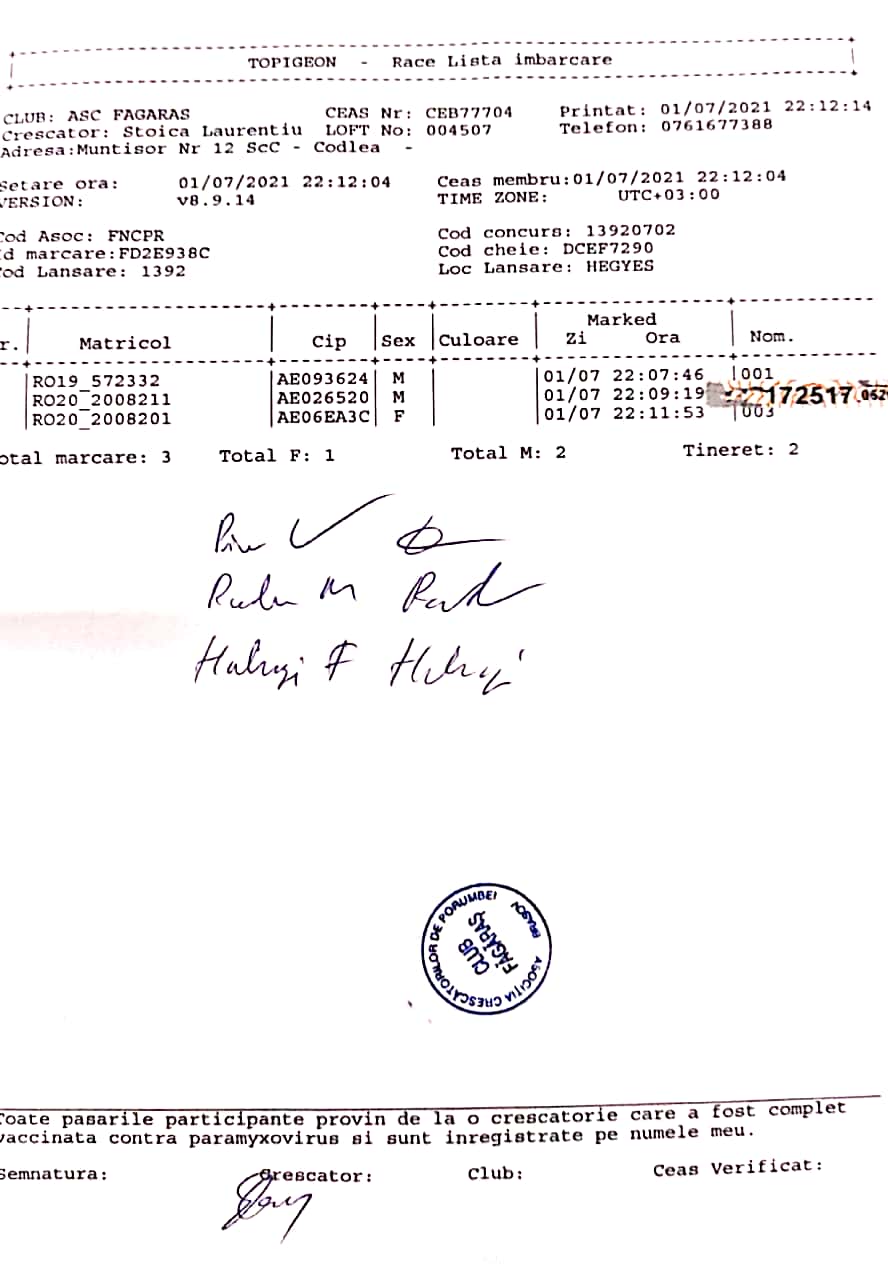 TOPIGEON - Race Lista imbarcare
CLUB: ASC FAGARAS CEAS Nr: CEB77704 Printat: 01/07/2021 22:12:14
Crescator: Stoica Laurentiu LOFT No: 004507 Telefon: 0761677388
Adresa:Muntisor Nr 12 ScC - Codlea -
Setare ora: 01/07/2021 22:12:04 Ceas membru:01/07/2021 22:12:04
VERSION: v8.9.14 TIME ZONE: UTC+03:00
Cod Asoc: FNCPR Cod concurs: 13920702
Id marcare:FD2E938C Cod cheie: DCEF7290
Cod Lansare: 1392 Loc Lansare: HEGYES
Marked
r. Matricol Cip Sex Culoare Zi Ora Nom.
RO19_572332 AE093624 M 01/07 22:07:46 001
RO20_2008211 AE026520 M 01/07 22:09:19 172517
RO20_2008201 AE06EA3C F 01/07 22:11:53 003
otal marcare: 3 Total F: 1 Total M: 2 Tineret: 2
M
F
ASOCIȚIA CRESCĂTORILOR DE PORUMBEI BRAȘOV
CLUB
FĂGĂRAȘ
Toate pasarile participante provin de la o crescatorie care a fost complet
vaccinata contra paramyxovirus si sunt inregistrate pe numele meu.
Semnatura: Crescator: Club: Ceas Verificat: